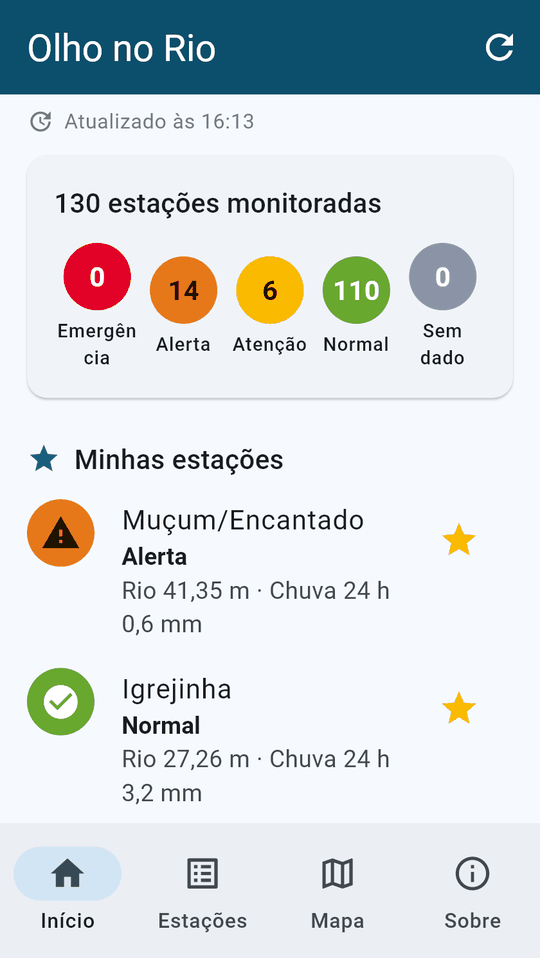 Olho no Rio
Atualizado às 16:13
130 estações monitoradas
0
14
6
110
0
Emergên
cia
Alerta
Atenção
Normal
Sem
dado
Minhas estações
Muçum/Encantado
Alerta
Rio 41,35 m · Chuva 24 h
0,6 mm
Igrejinha
Normal
Rio 27,26 m · Chuva 24 h
3,2 mm
Início
Estações
Mapa
Sobre